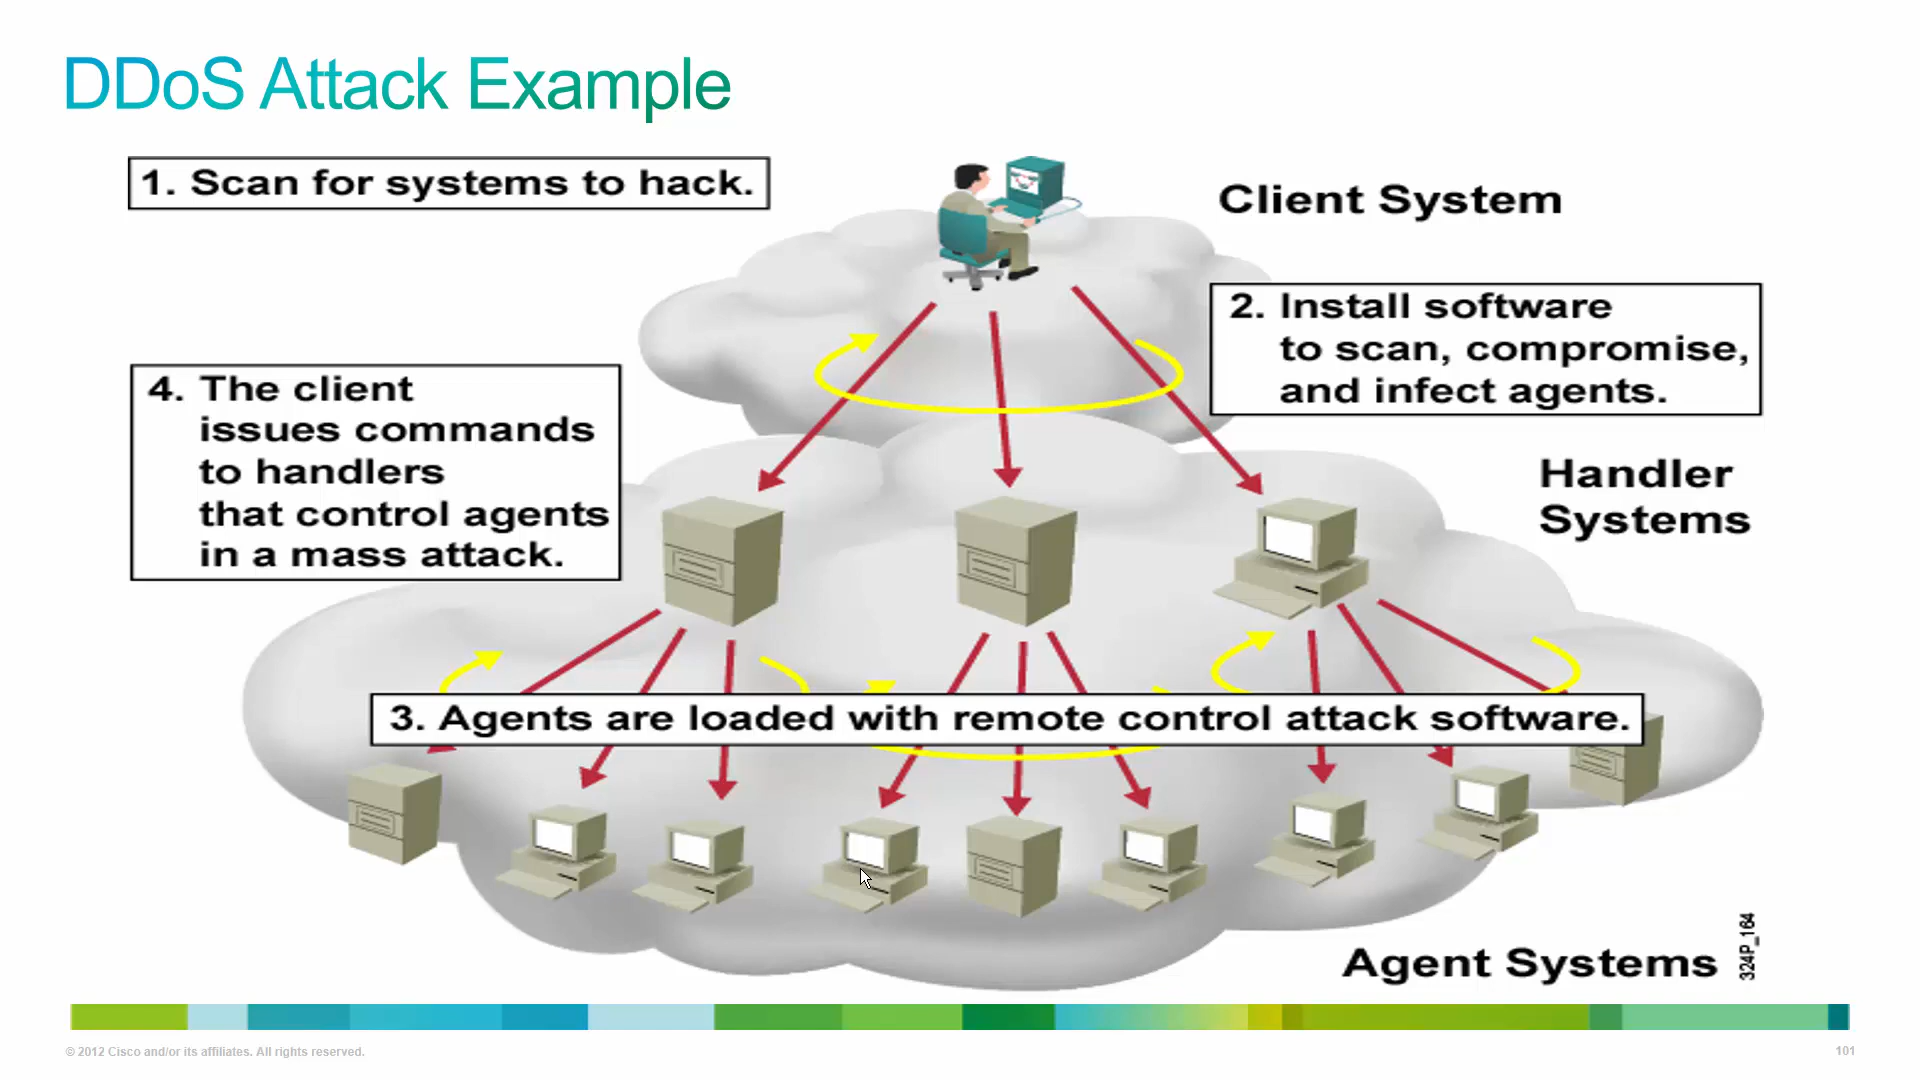 DDoS Attack Example
1. Scan for systems to hack.
Client System
2. Install software
to scan, compromise,
and infect agents.
4. The client
issues commands
to handlers
that control agents
in a mass attack.
Handler
Systems
3. Agents are loaded with remote control attack software.
Agent Systems
324P_164
© 2012 Cisco and/or its affiliates. All rights reserved.
101